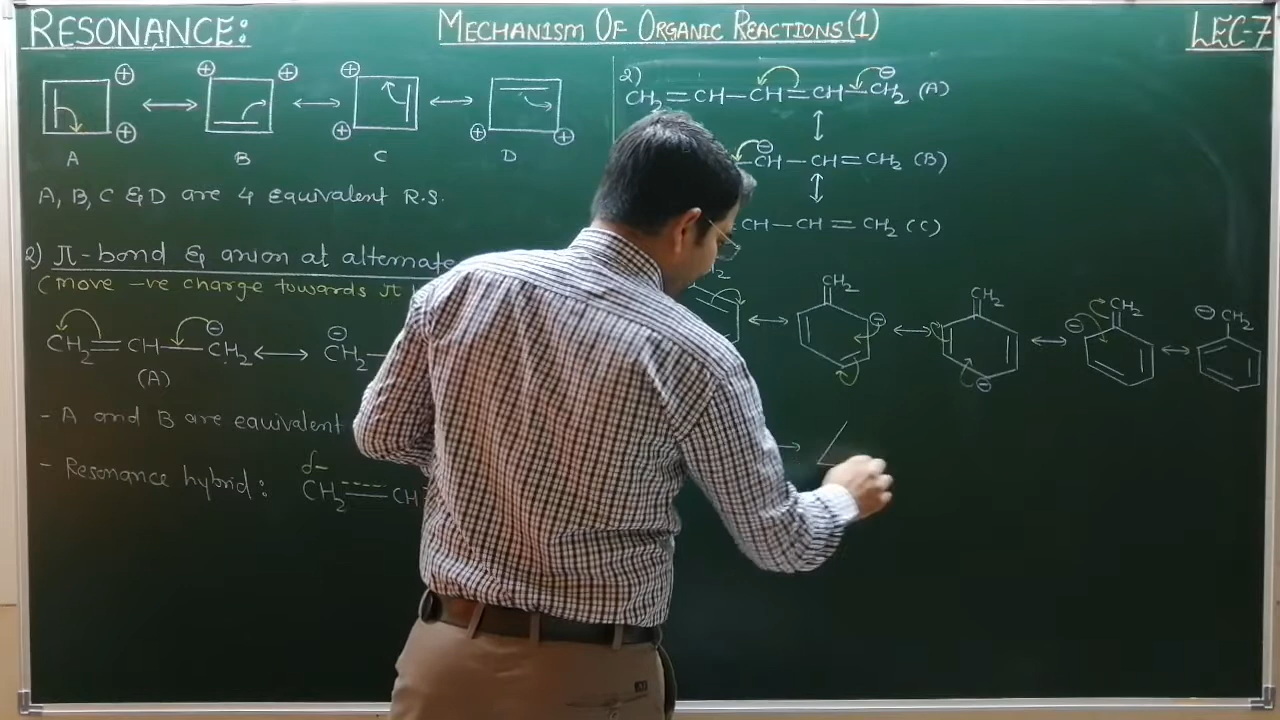 RESONANCE:
MECHANISM OF ORGANIC REACTIONS(1)
LEC-7
⊕ ⊕ ⊕ ⊕
↔ ↔ ↔
⊕ ⊕ ⊕ ⊕
A B C D
A, B, C & D are 4 equivalent R.S.
2) π-bond & anion at alternate
(move -ve charge towards π
CH₂=CH—CH₂⊖ ↔ ⊖CH₂—
(A)
- A and B are equivalent
- Resonance hybrid: δ- CH₂=CH
2)
CH₂=CH—CH=CH—CH₂⊖ (A)
↕
⊖CH—CH=CH₂ (B)
↕
CH—CH=CH₂ (C)
2 ↔ CH₂ ⊖ ↔ CH₂ ⊖ ↔ ⊖ CH₂ ↔ ⊖ CH₂